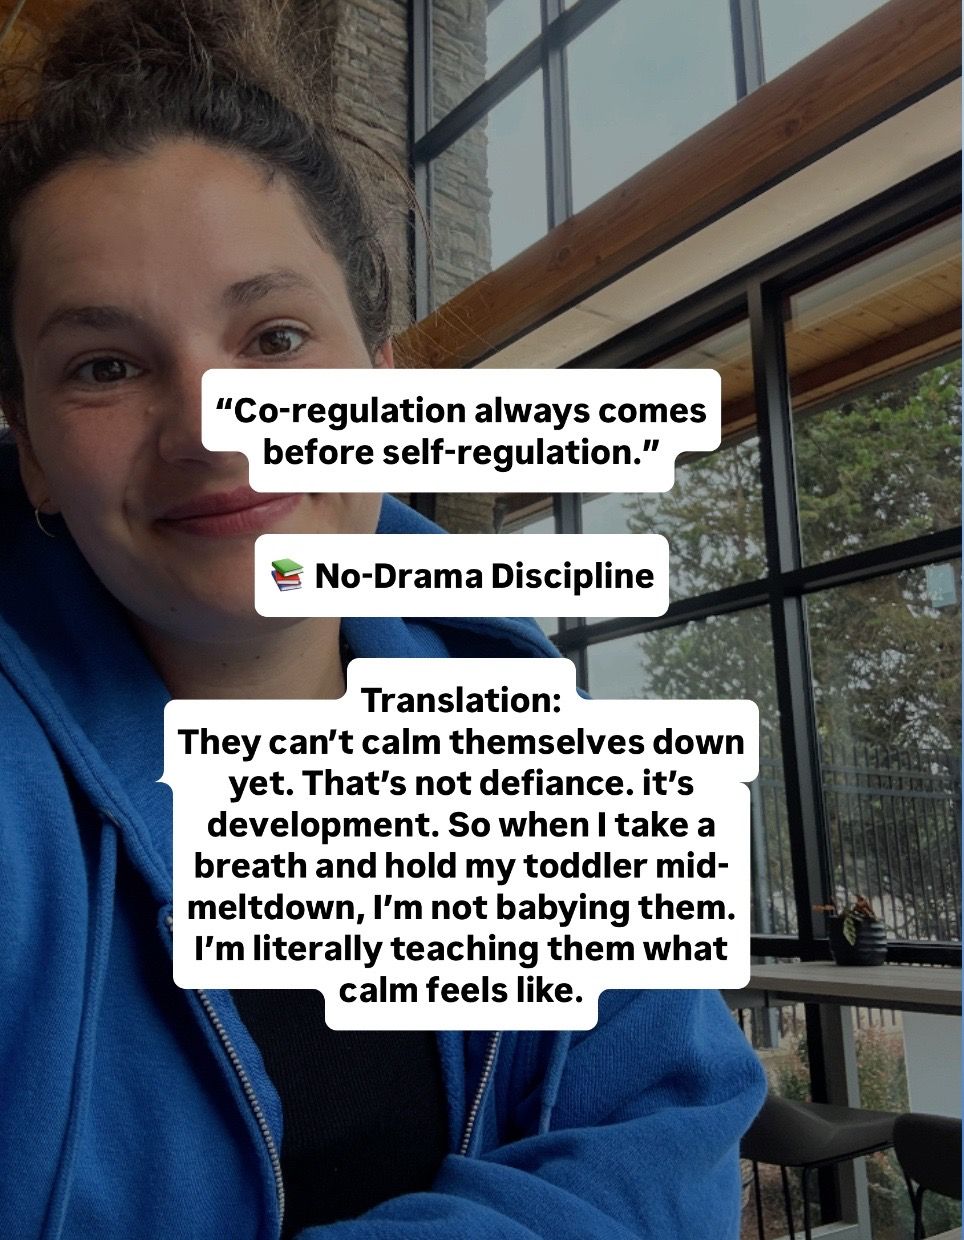 “Co-regulation always comes
before self-regulation.”
📚 No-Drama Discipline
Translation:
They can’t calm themselves down
yet. That’s not defiance. it’s
development. So when I take a
breath and hold my toddler mid-
meltdown, I’m not babying them.
I’m literally teaching them what
calm feels like.